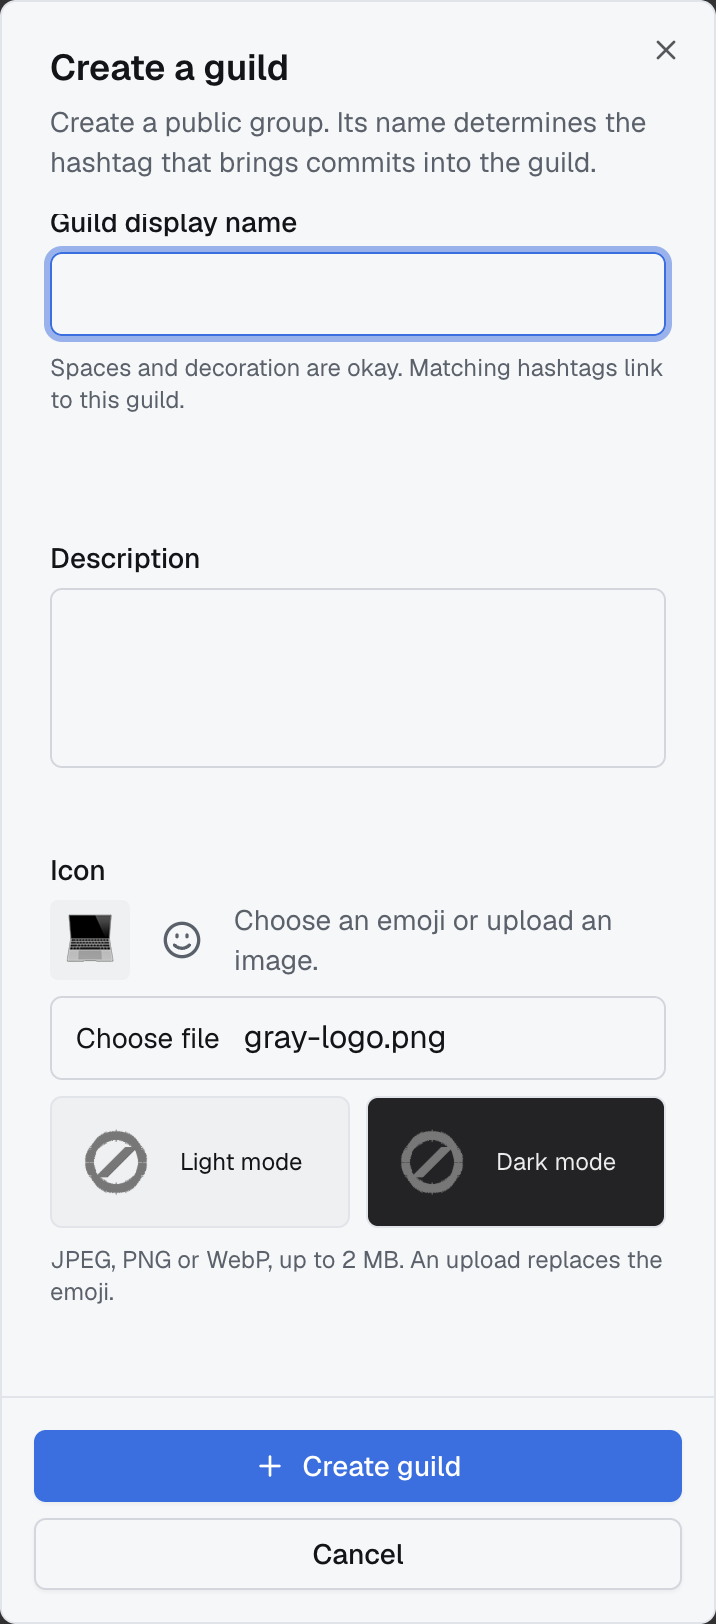 Create a guild
Create a public group. Its name determines the
hashtag that brings commits into the guild.
Guild display name
Spaces and decoration are okay. Matching hashtags link
to this guild.
Description
Icon
Choose an emoji or upload an
image.
Choose file gray-logo.png
Light mode
Dark mode
JPEG, PNG or WebP, up to 2 MB. An upload replaces the
emoji.
Create guild
Cancel